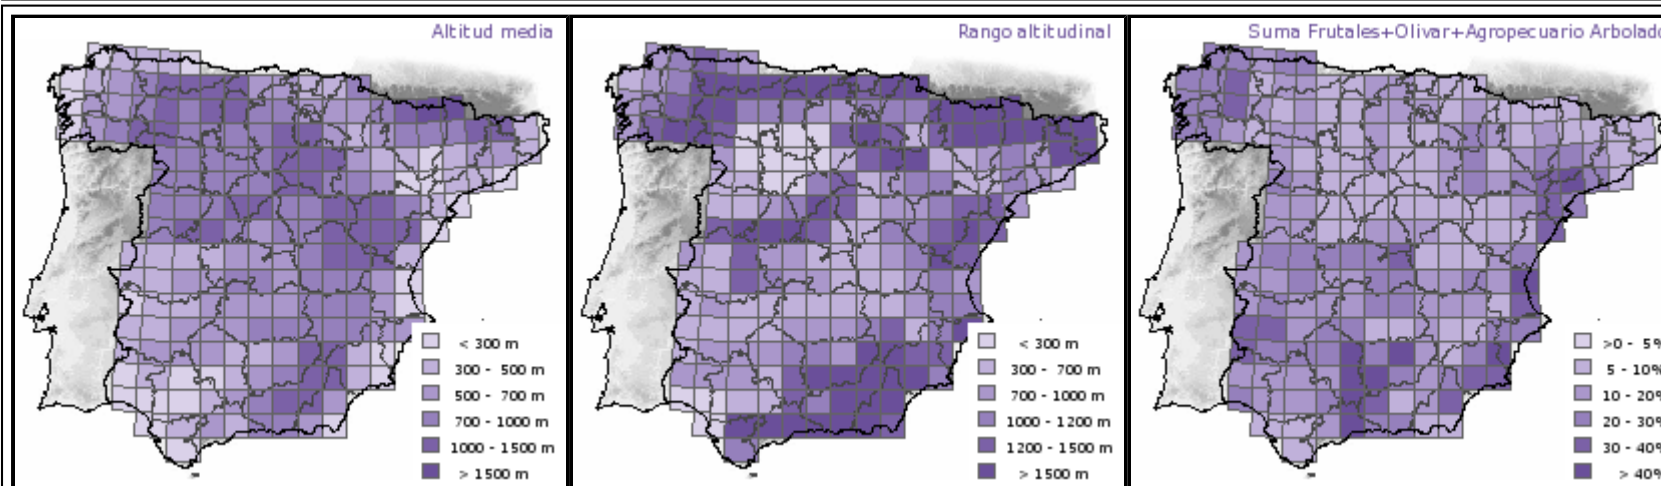 Altitud media
< 300 m
300 - 500 m
500 - 700 m
700 - 1000 m
1000 - 1500 m
> 1500 m
Rango altitudinal
< 300 m
300 - 700 m
700 - 1000 m
1000 - 1200 m
1200 - 1500 m
> 1500 m
Suma Frutales+Olivar+Agropecuario Arbolado
>0 - 5%
5 - 10%
10 - 20%
20 - 30%
30 - 40%
> 40%